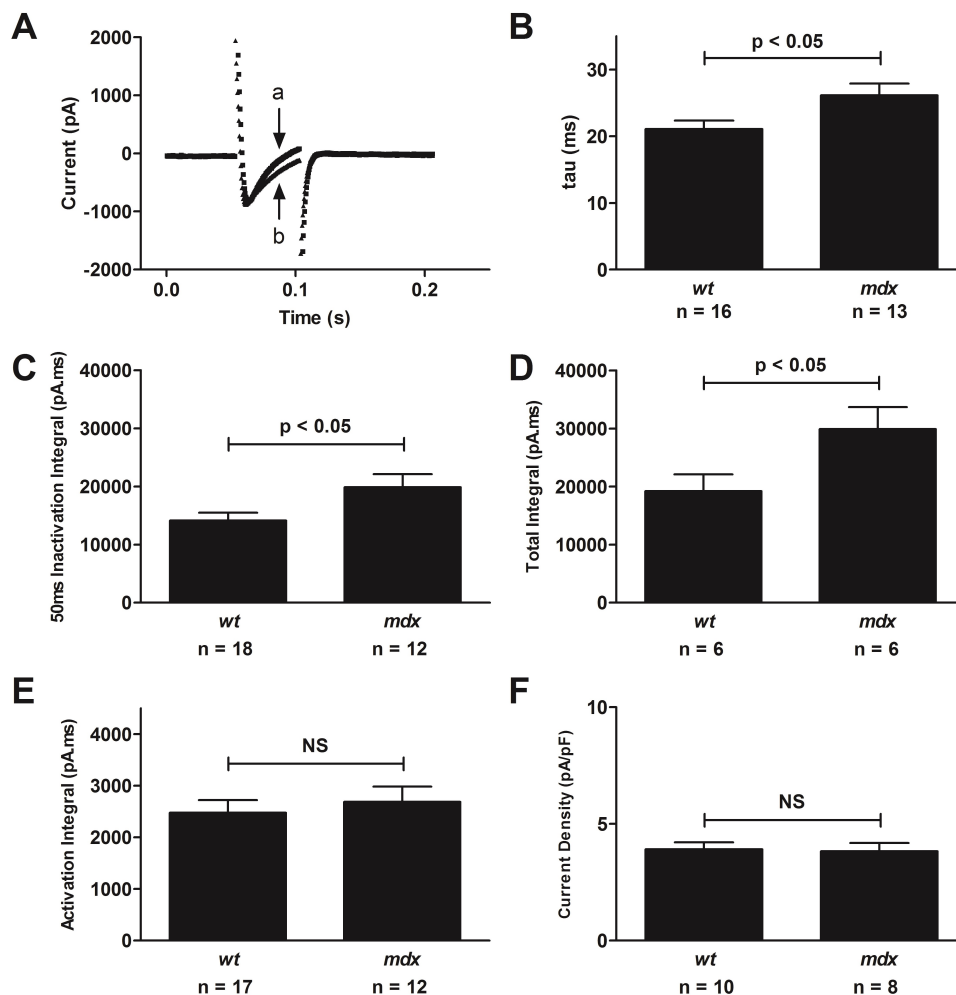 A
2000
1000
0
-1000
-2000
Current (pA)
a
b
0.0
0.1
0.2
Time (s)
B
p < 0.05
30
20
10
0
tau (ms)
wt
mdx
n = 16
n = 13
C
40000
30000
20000
10000
0
50ms Inactivation Integral (pA.ms)
p < 0.05
wt
mdx
n = 18
n = 12
D
40000
30000
20000
10000
0
Total Integral (pA.ms)
p < 0.05
wt
mdx
n = 6
n = 6
E
4000
3000
2000
1000
0
Activation Integral (pA.ms)
NS
wt
mdx
n = 17
n = 12
F
10
5
0
Current Density (pA/pF)
NS
wt
mdx
n = 10
n = 8